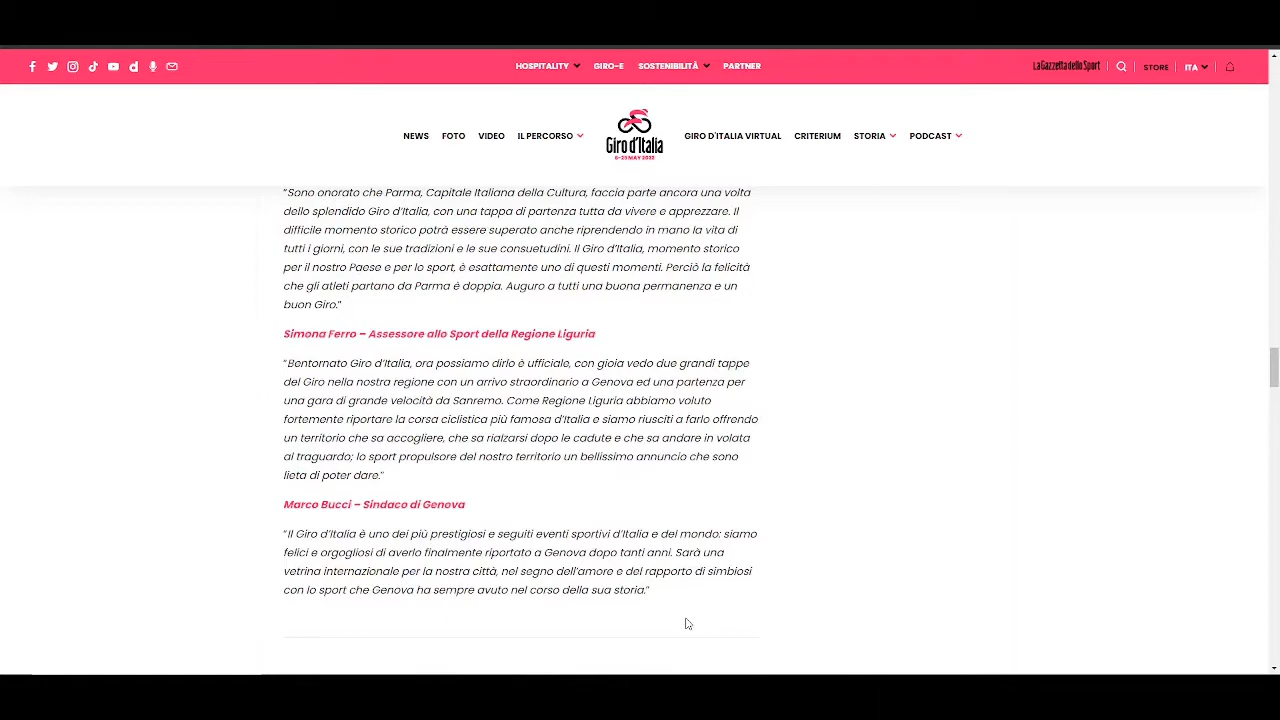 HOSPITALITY GIRO-E SOSTENIBILITÀ PARTNER La Gazzetta dello Sport STORE ITA
NEWS FOTO VIDEO IL PERCORSO Giro d'Italia GIRO D'ITALIA VIRTUAL CRITERIUM STORIA PODCAST
6-29 MAY 2022
“Sono onorato che Parma, Capitale Italiana della Cultura, faccia parte ancora una volta
dello splendido Giro d’Italia, con una tappa di partenza tutta da vivere e apprezzare. Il
difficile momento storico potrà essere superato anche riprendendo in mano la vita di
tutti i giorni, con le sue tradizioni e le sue consuetudini. Il Giro d’Italia, momento storico
per il nostro Paese e per lo sport, è esattamente uno di questi momenti. Perciò la felicità
che gli atleti partano da Parma è doppia. Auguro a tutti una buona permanenza e un
buon Giro.”
Simona Ferro – Assessore allo Sport della Regione Liguria
“Bentornato Giro d’Italia, ora possiamo dirlo è ufficiale, con gioia vedo due grandi tappe
del Giro nella nostra regione con un arrivo straordinario a Genova ed una partenza per
una gara di grande velocità da Sanremo. Come Regione Liguria abbiamo voluto
fortemente riportare la corsa ciclistica più famosa d’Italia e siamo riusciti a farlo offrendo
un territorio che sa accogliere, che sa rialzarsi dopo le cadute e che sa andare in volata
al traguardo; lo sport propulsore del nostro territorio un bellissimo annuncio che sono
lieta di poter dare.”
Marco Bucci – Sindaco di Genova
“Il Giro d’Italia è uno dei più prestigiosi e seguiti eventi sportivi d’Italia e del mondo: siamo
felici e orgogliosi di averlo finalmente riportato a Genova dopo tanti anni. Sarà una
vetrina internazionale per la nostra città, nel segno dell’amore e del rapporto di simbiosi
con lo sport che Genova ha sempre avuto nel corso della sua storia.”